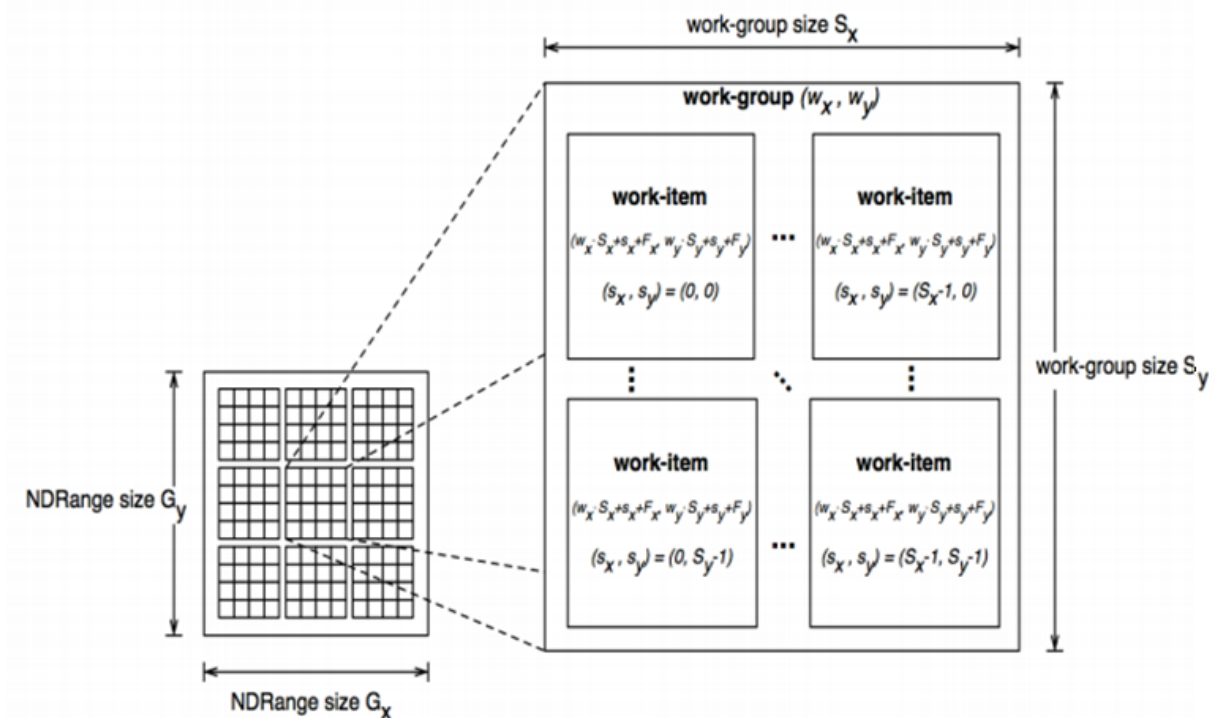 work-group size Sx
work-group (wx , wy)
work-item
(wx·Sx+sx+Fx, wy·Sy+sy+Fy)
(sx , sy) = (0, 0)
...
work-item
(wx·Sx+sx+Fx, wy·Sy+sy+Fy)
(sx , sy) = (Sx-1, 0)
work-group size Sy
work-item
(wx·Sx+sx+Fx, wy·Sy+sy+Fy)
(sx , sy) = (0, Sy-1)
...
work-item
(wx·Sx+sx+Fx, wy·Sy+sy+Fy)
(sx , sy) = (Sx-1, Sy-1)
NDRange size Gy
NDRange size Gx